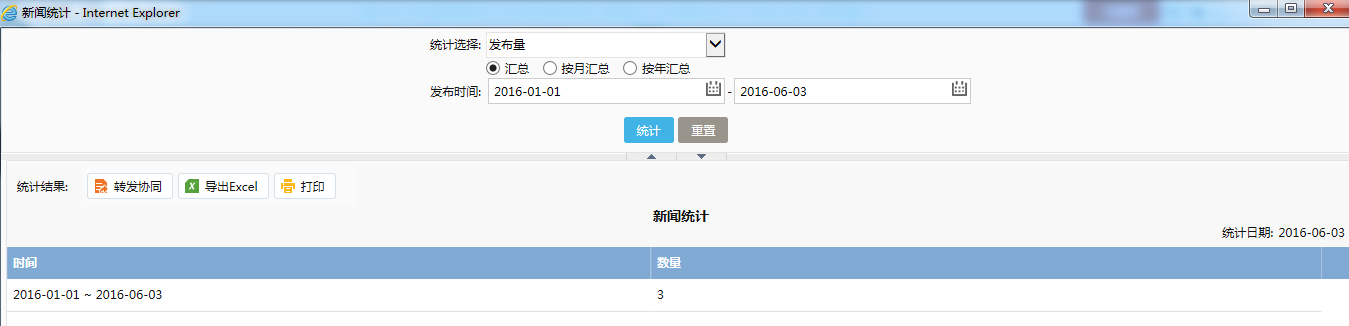 新闻统计 - Internet Explorer
统计选择: 发布量
汇总 按月汇总 按年汇总
发布时间: 2016-01-01 - 2016-06-03
统计 重置
统计结果: 转发协同 导出Excel 打印
新闻统计
统计日期: 2016-06-03
时间 数量
2016-01-01 ~ 2016-06-03 3